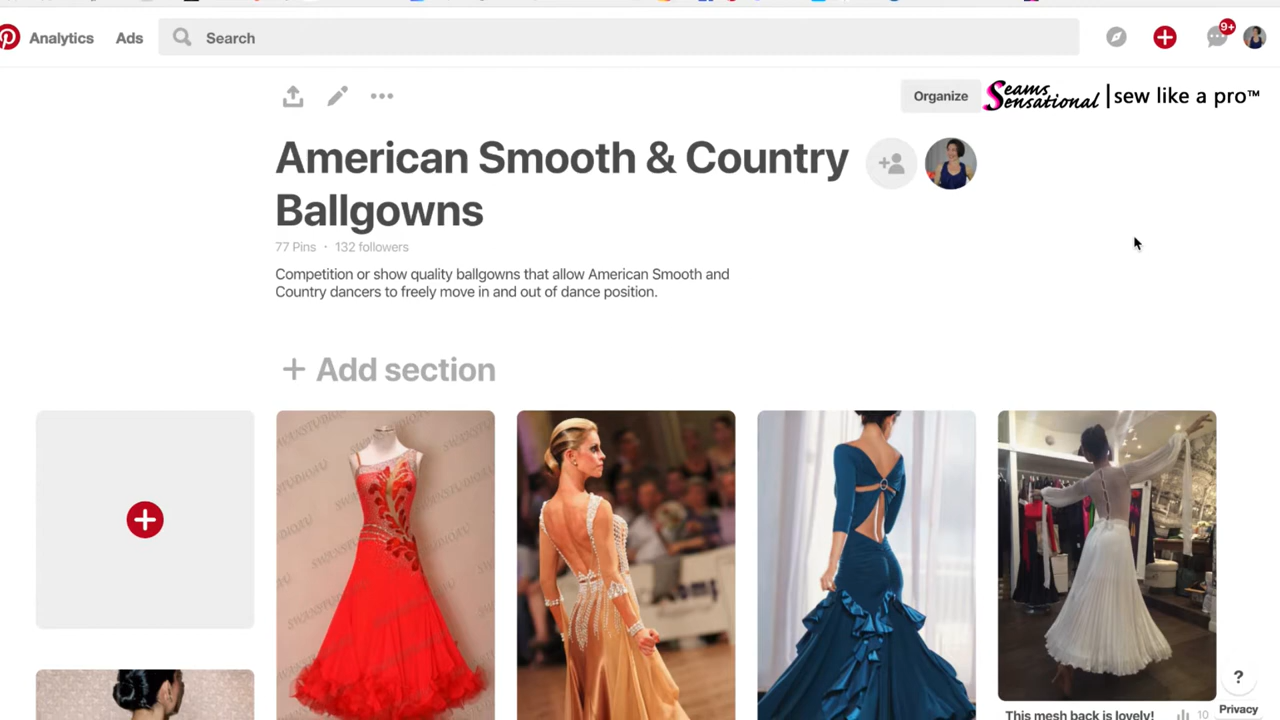 Analytics
Ads
Search
9+
Organize
Seams
Sensational
sew like a pro™
American Smooth & Country
Ballgowns
77 Pins · 132 followers
Competition or show quality ballgowns that allow American Smooth and
Country dancers to freely move in and out of dance position.
+ Add section
SWANSTUDIO.EU
This mesh back is lovely!
10
?
Privacy